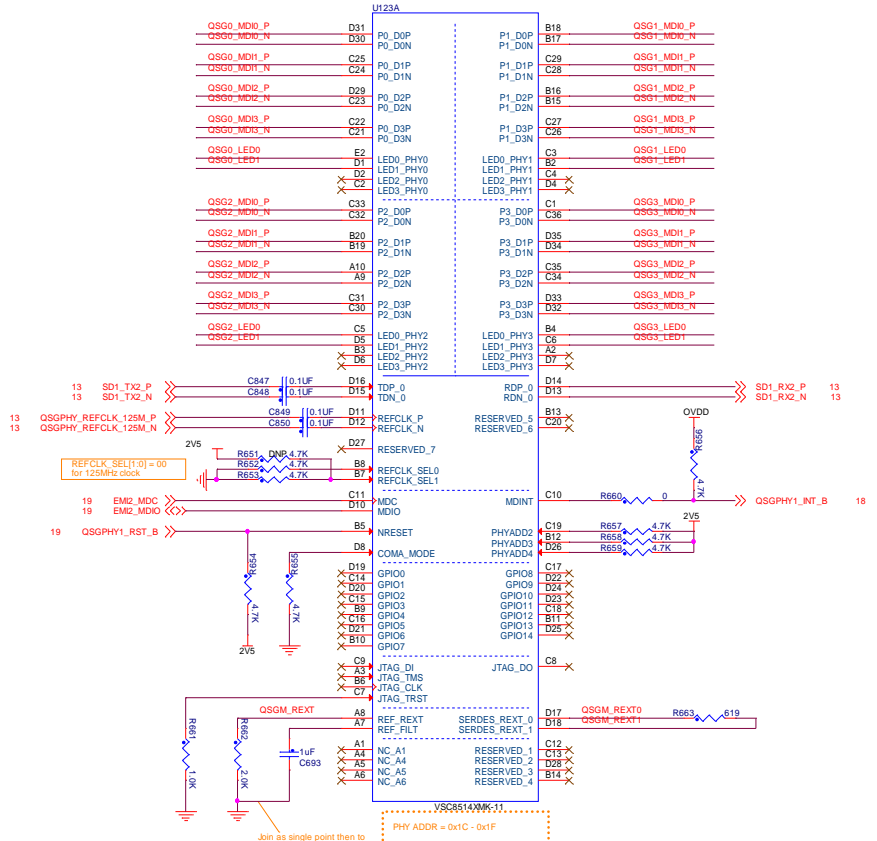 U123A
QSG0_MDI0_P D31 P0_D0P P1_D0P B18 QSG1_MDI0_P
QSG0_MDI0_N D30 P0_D0N P1_D0N B17 QSG1_MDI0_N
QSG0_MDI1_P C25 P0_D1P P1_D1P C29 QSG1_MDI1_P
QSG0_MDI1_N C24 P0_D1N P1_D1N C28 QSG1_MDI1_N
QSG0_MDI2_P D29 P0_D2P P1_D2P B16 QSG1_MDI2_P
QSG0_MDI2_N C23 P0_D2N P1_D2N B15 QSG1_MDI2_N
QSG0_MDI3_P C22 P0_D3P P1_D3P C27 QSG1_MDI3_P
QSG0_MDI3_N C21 P0_D3N P1_D3N C26 QSG1_MDI3_N
QSG0_LED0 E2 LED0_PHY0 LED0_PHY1 C3 QSG1_LED0
QSG0_LED1 D1 LED1_PHY0 LED1_PHY1 B2 QSG1_LED1
D2 LED2_PHY0 LED2_PHY1 C4
C2 LED3_PHY0 LED3_PHY1 D4
QSG2_MDI0_P C33 P2_D0P P3_D0P C1 QSG3_MDI0_P
QSG2_MDI0_N C32 P2_D0N P3_D0N C36 QSG3_MDI0_N
QSG2_MDI1_P B20 P2_D1P P3_D1P D35 QSG3_MDI1_P
QSG2_MDI1_N B19 P2_D1N P3_D1N D34 QSG3_MDI1_N
QSG2_MDI2_P A10 P2_D2P P3_D2P C35 QSG3_MDI2_P
QSG2_MDI2_N A9 P2_D2N P3_D2N C34 QSG3_MDI2_N
QSG2_MDI3_P C31 P2_D3P P3_D3P D33 QSG3_MDI3_P
QSG2_MDI3_N C30 P2_D3N P3_D3N D32 QSG3_MDI3_N
QSG2_LED0 C5 LED0_PHY2 LED0_PHY3 B4 QSG3_LED0
QSG2_LED1 D5 LED1_PHY2 LED1_PHY3 C6 QSG3_LED1
B3 LED2_PHY2 LED2_PHY3 A2
D6 LED3_PHY2 LED3_PHY3 D7
13 SD1_TX2_P C847 0.1UF D16 TDP_0 RDP_0 D14 SD1_RX2_P 13
13 SD1_TX2_N C848 0.1UF D15 TDN_0 RDN_0 D13 SD1_RX2_N 13
13 QSGPHY_REFCLK_125M_P C849 0.1UF D11 REFCLK_P RESERVED_5 B13 OVDD
13 QSGPHY_REFCLK_125M_N C850 0.1UF D12 REFCLK_N RESERVED_6 C20
2V5 D27 RESERVED_7 R656 4.7K
R651 DNP 4.7K
REFCLK_SEL[1:0] = 00 R652 4.7K B8 REFCLK_SEL0
for 125MHz clock R653 4.7K B7 REFCLK_SEL1
19 EMI2_MDC C11 MDC MDINT C10 R660 0 QSGPHY1_INT_B 18
19 EMI2_MDIO D10 MDIO 2V5
19 QSGPHY1_RST_B B5 NRESET PHYADD2 C19 R657 4.7K
PHYADD3 B12 R658 4.7K
D8 COMA_MODE PHYADD4 D26 R659 4.7K
R654 4.7K 2V5 R655 4.7K
D19 GPIO0 GPIO8 C17
C14 GPIO1 GPIO9 D22
D20 GPIO2 GPIO10 D24
C15 GPIO3 GPIO11 D23
B9 GPIO4 GPIO12 C18
C16 GPIO5 GPIO13 B11
D21 GPIO6 GPIO14 D25
B10 GPIO7
C9 JTAG_DI JTAG_DO C8
A3 JTAG_TMS
B6 JTAG_CLK
C7 JTAG_TRST
QSGM_REXT A8 REF_REXT SERDES_REXT_0 D17 QSGM_REXT0 R663 619
A7 REF_FILT SERDES_REXT_1 D18 QSGM_REXT1
R661 1.0K R662 2.0K 1uF C693
A1 NC_A1 RESERVED_1 C12
A4 NC_A4 RESERVED_2 C13
A5 NC_A5 RESERVED_3 D28
A6 NC_A6 RESERVED_4 B14
VSC8514XMK-11
Join as single point then to
PHY ADDR = 0x1C - 0x1F